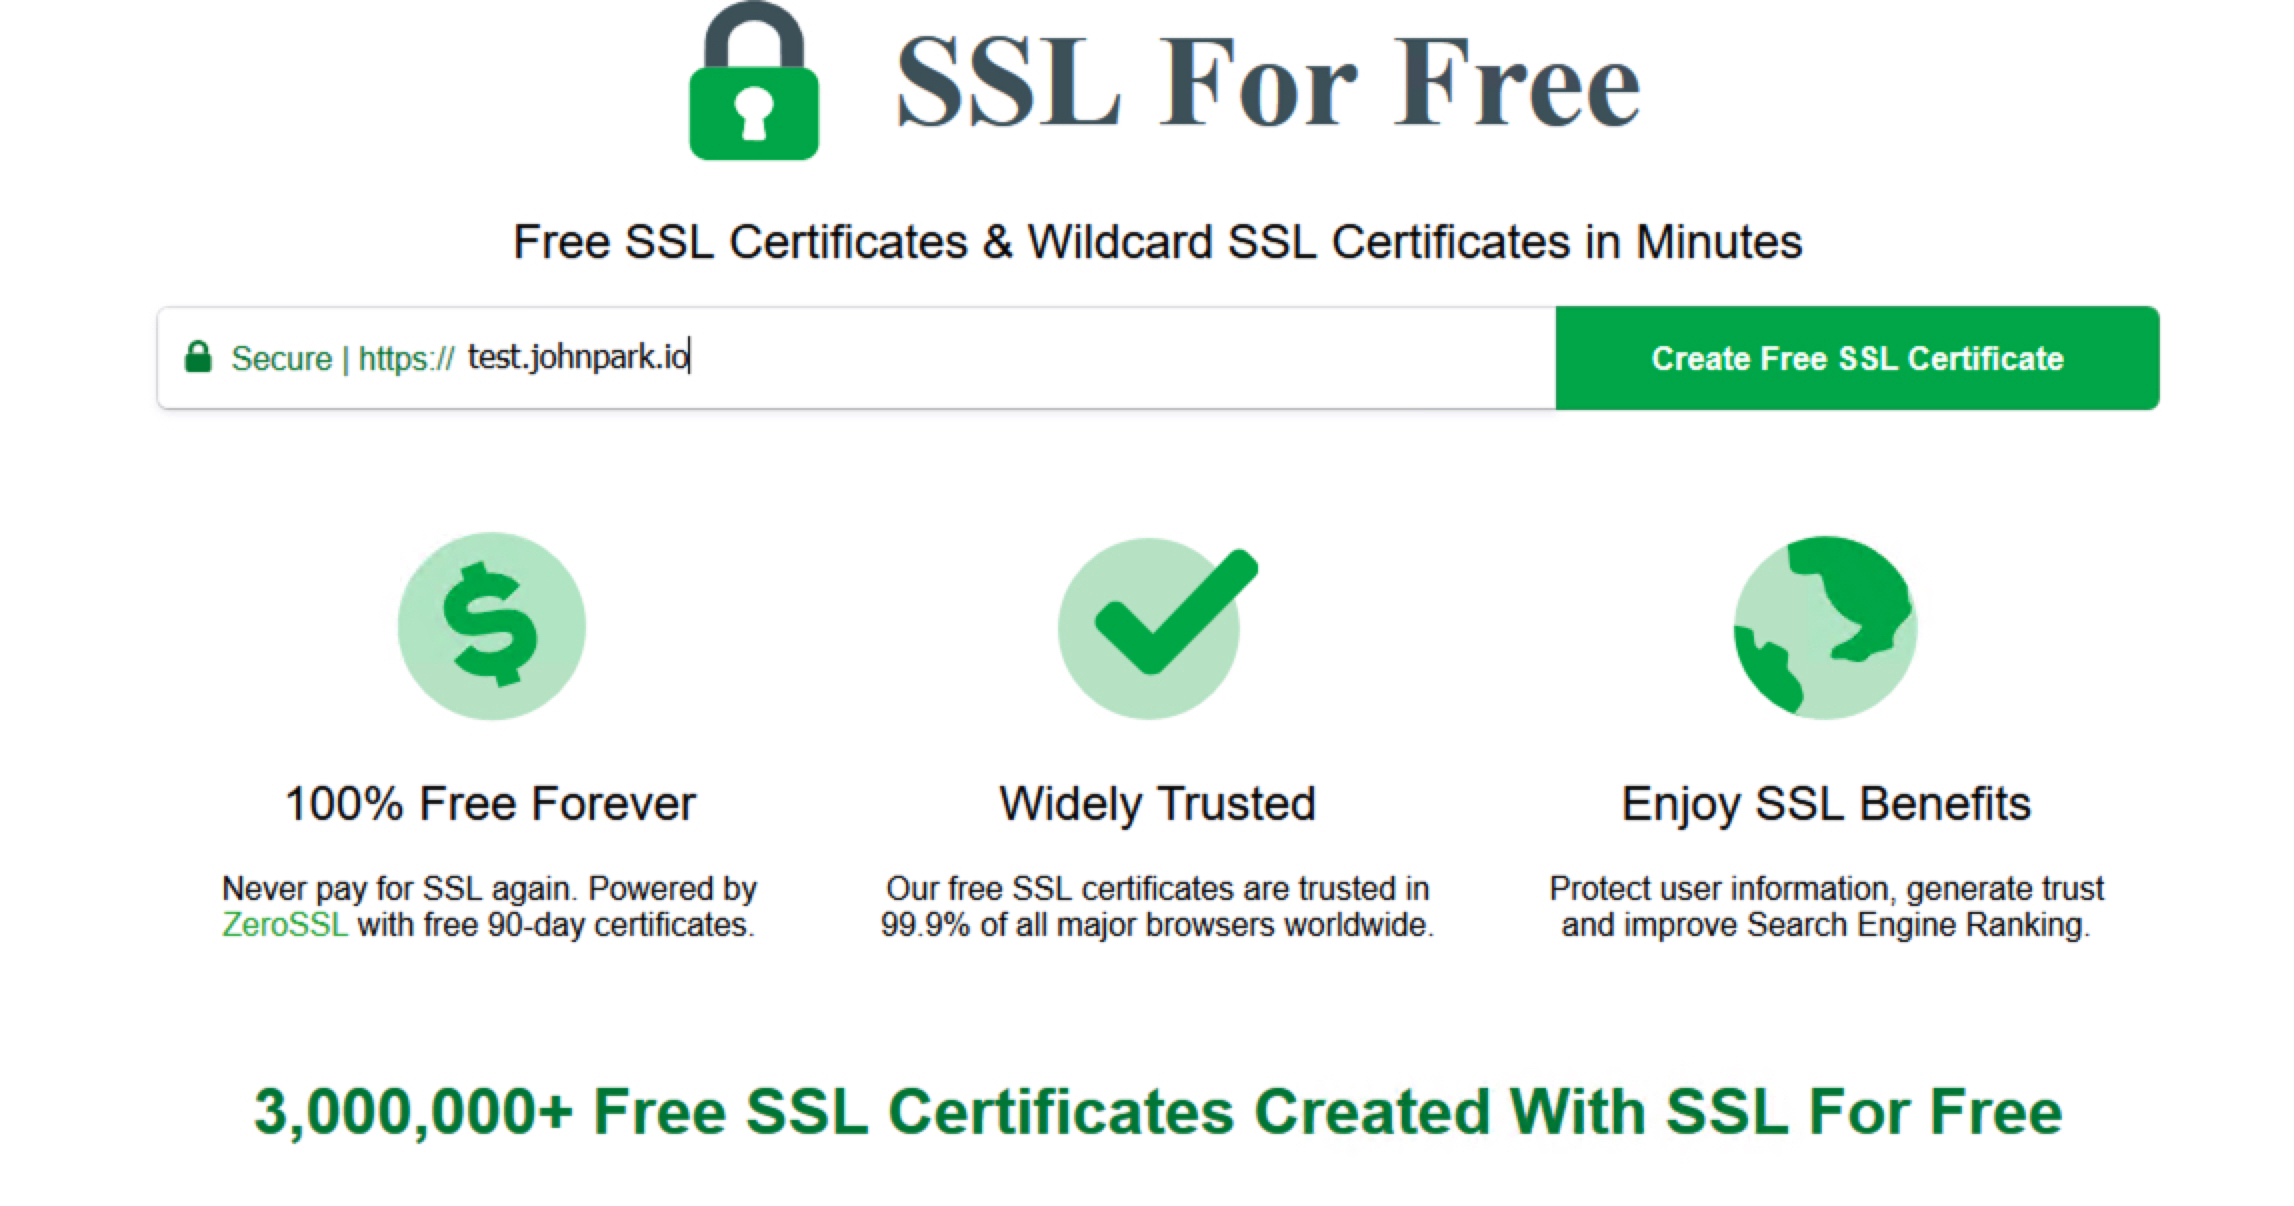 SSL For Free
Free SSL Certificates & Wildcard SSL Certificates in Minutes
Secure | https:// test.johnpark.io
Create Free SSL Certificate
100% Free Forever
Never pay for SSL again. Powered by
ZeroSSL with free 90-day certificates.
Widely Trusted
Our free SSL certificates are trusted in
99.9% of all major browsers worldwide.
Enjoy SSL Benefits
Protect user information, generate trust
and improve Search Engine Ranking.
3,000,000+ Free SSL Certificates Created With SSL For Free